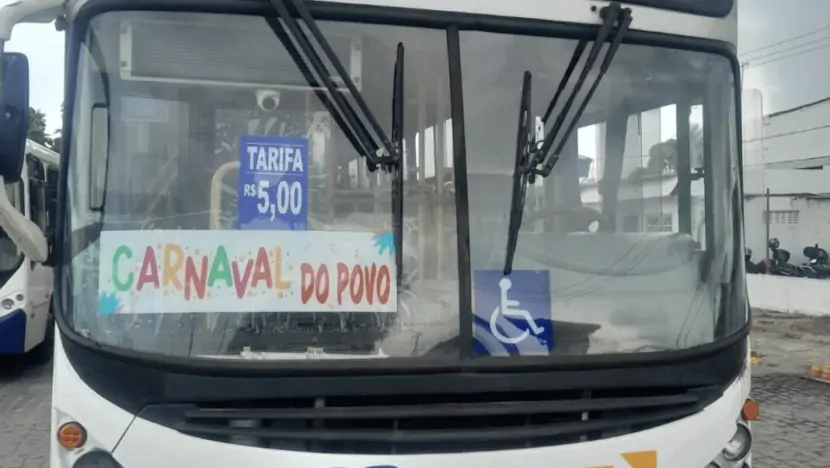 TARIFA
R$ 5,00
CARNAVAL DO POVO